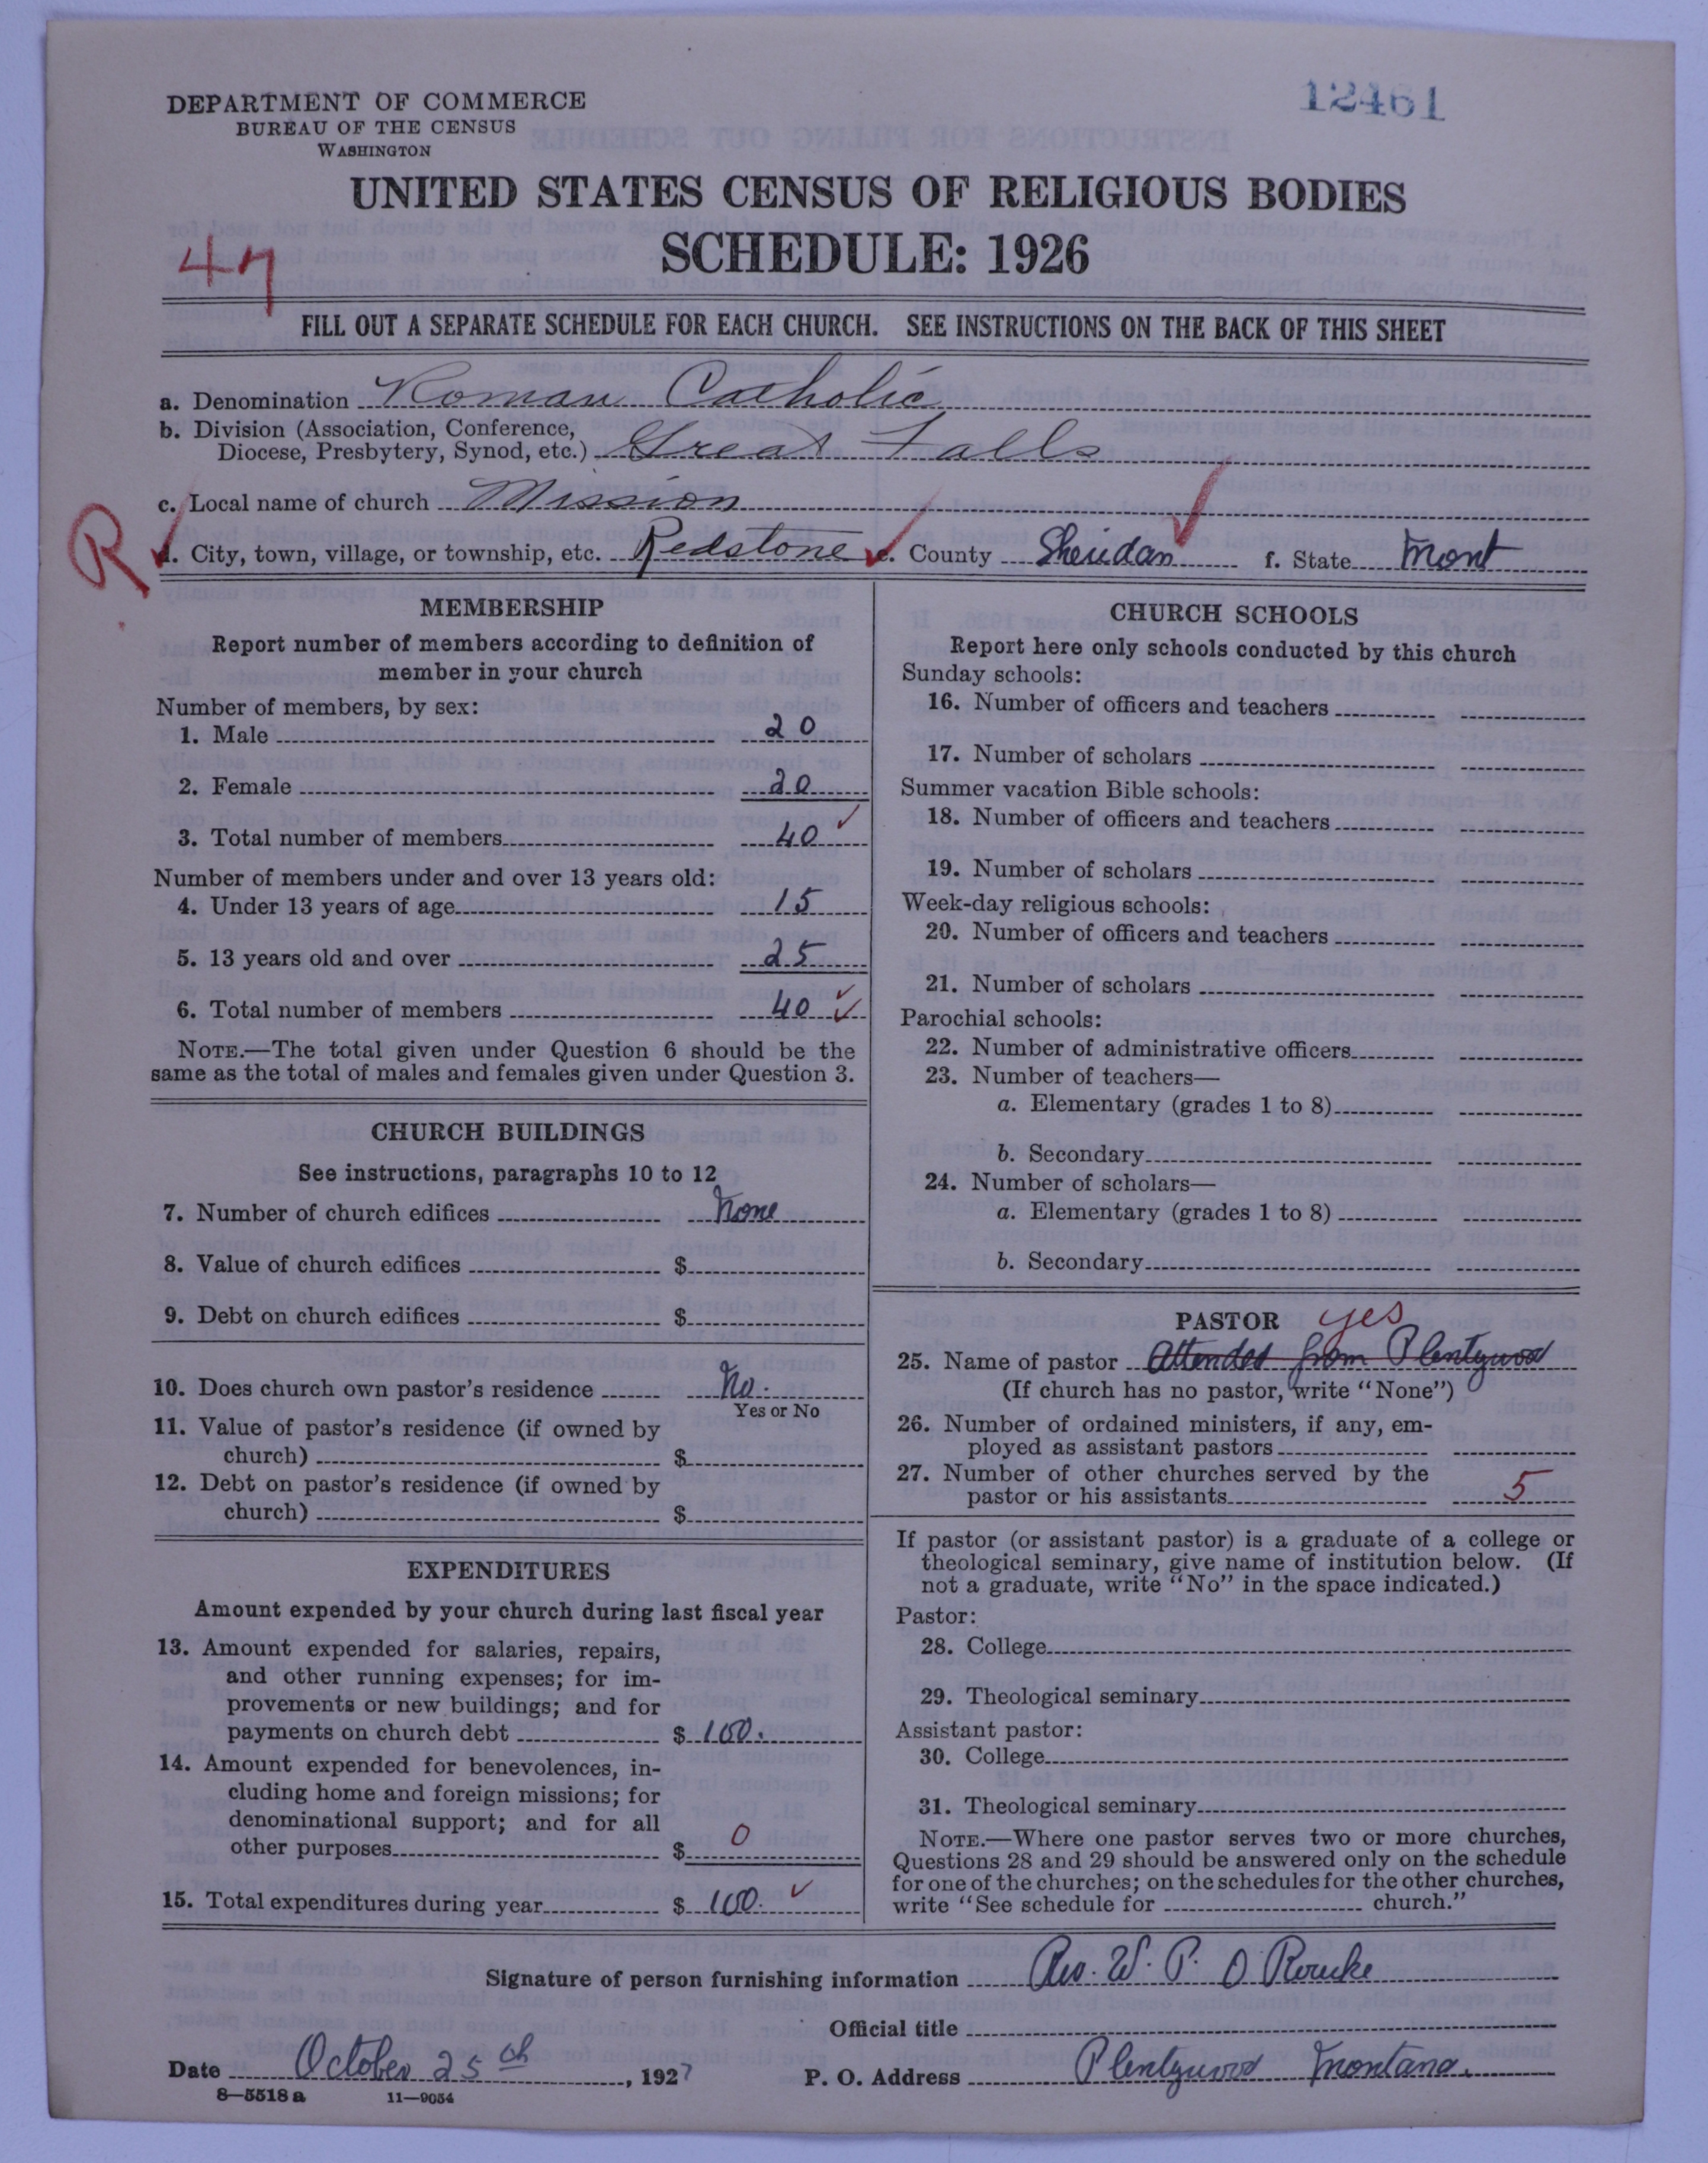 12461
DEPARTMENT OF COMMERCE
BUREAU OF THE CENSUS
WASHINGTON
UNITED STATES CENSUS OF RELIGIOUS BODIES
SCHEDULE: 1926
FILL OUT A SEPARATE SCHEDULE FOR EACH CHURCH. SEE INSTRUCTIONS ON THE BACK OF THIS SHEET
a. Denomination Roman Catholic
b. Division (Association, Conference,
Diocese, Presbytery, Synod, etc.) Great Falls
c. Local name of church Mission
R
d. City, town, village, or township, etc. Redstone e. County Sheridan f. State Mont
MEMBERSHIP
Report number of members according to definition of
member in your church
Number of members, by sex:
1. Male 20
2. Female 20
3. Total number of members 40
Number of members under and over 13 years old:
4. Under 13 years of age 15
5. 13 years old and over 25
6. Total number of members 40
NOTE.—The total given under Question 6 should be the
same as the total of males and females given under Question 3.
CHURCH BUILDINGS
See instructions, paragraphs 10 to 12
7. Number of church edifices None
8. Value of church edifices $
9. Debt on church edifices $
10. Does church own pastor's residence No.
Yes or No
11. Value of pastor's residence (if owned by
church) $
12. Debt on pastor's residence (if owned by
church) $
EXPENDITURES
Amount expended by your church during last fiscal year
13. Amount expended for salaries, repairs,
and other running expenses; for im-
provements or new buildings; and for
payments on church debt $ 100.
14. Amount expended for benevolences, in-
cluding home and foreign missions; for
denominational support; and for all
other purposes $ 0
15. Total expenditures during year $ 100.
CHURCH SCHOOLS
Report here only schools conducted by this church
Sunday schools:
16. Number of officers and teachers
17. Number of scholars
Summer vacation Bible schools:
18. Number of officers and teachers
19. Number of scholars
Week-day religious schools:
20. Number of officers and teachers
21. Number of scholars
Parochial schools:
22. Number of administrative officers
23. Number of teachers—
a. Elementary (grades 1 to 8)
b. Secondary
24. Number of scholars—
a. Elementary (grades 1 to 8)
b. Secondary
PASTOR yes
25. Name of pastor Attended from Plentywood
(If church has no pastor, write "None")
26. Number of ordained ministers, if any, em-
ployed as assistant pastors
27. Number of other churches served by the
pastor or his assistants 5
If pastor (or assistant pastor) is a graduate of a college or
theological seminary, give name of institution below. (If
not a graduate, write "No" in the space indicated.)
Pastor:
28. College
29. Theological seminary
Assistant pastor:
30. College
31. Theological seminary
NOTE.—Where one pastor serves two or more churches,
Questions 28 and 29 should be answered only on the schedule
for one of the churches; on the schedules for the other churches,
write "See schedule for church."
Signature of person furnishing information Rev. W. P. O Rourke
Official title
Date October 25th, 1927 P. O. Address Plentywood Montana.
8—5518 a 11—9054